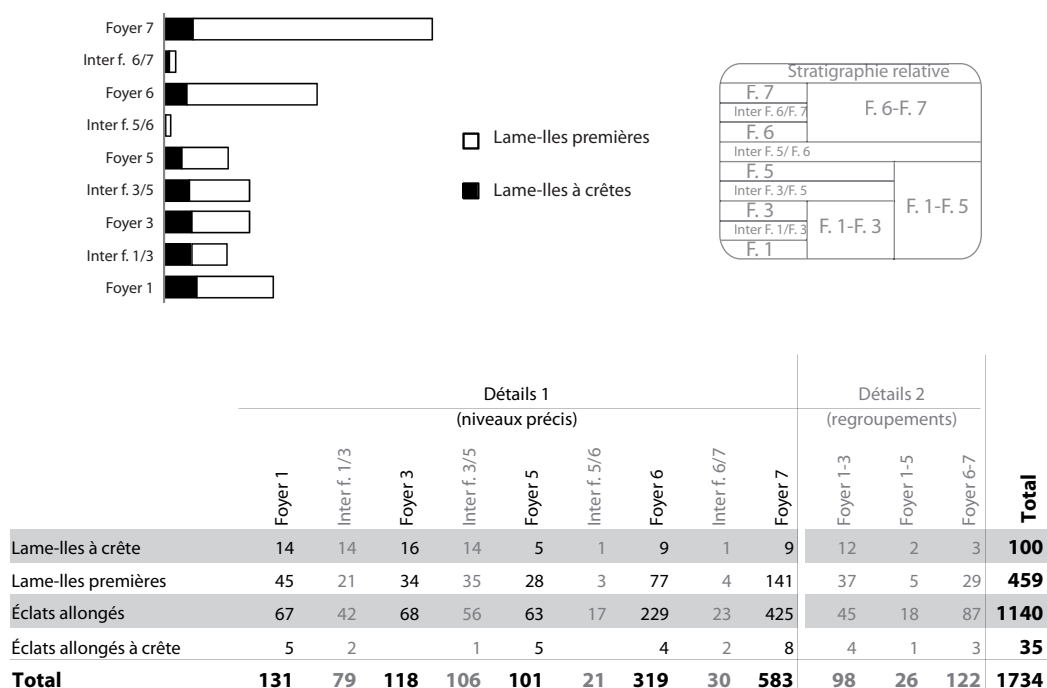 Foyer 7
Inter f. 6/7
Foyer 6
Inter f. 5/6
Foyer 5
Inter f. 3/5
Foyer 3
Inter f. 1/3
Foyer 1
Lame-lles premières
Lame-lles à crêtes
Stratigraphie relative
F. 7
Inter F. 6/F. 7
F. 6
F. 6-F. 7
Inter F. 5/ F. 6
F. 5
Inter F. 3/F. 5
F. 3
Inter F. 1/F. 3
F. 1
F. 1-F. 3
F. 1-F. 5
Détails 1 Détails 2
(niveaux précis) (regroupements)
Foyer 1 Inter f. 1/3 Foyer 3 Inter f. 3/5 Foyer 5 Inter f. 5/6 Foyer 6 Inter f. 6/7 Foyer 7 Foyer 1-3 Foyer 1-5 Foyer 6-7 Total
Lame-lles à crête 14 14 16 14 5 1 9 1 9 12 2 3 100
Lame-lles premières 45 21 34 35 28 3 77 4 141 37 5 29 459
Éclats allongés 67 42 68 56 63 17 229 23 425 45 18 87 1140
Éclats allongés à crête 5 2 1 5 4 2 8 4 1 3 35
Total 131 79 118 106 101 21 319 30 583 98 26 122 1734